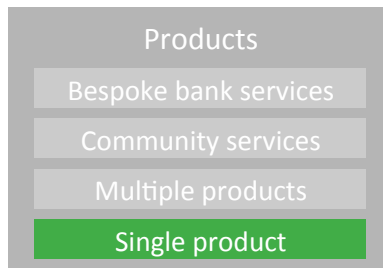 Products
Bespoke bank services
Community services
Multiple products
Single product